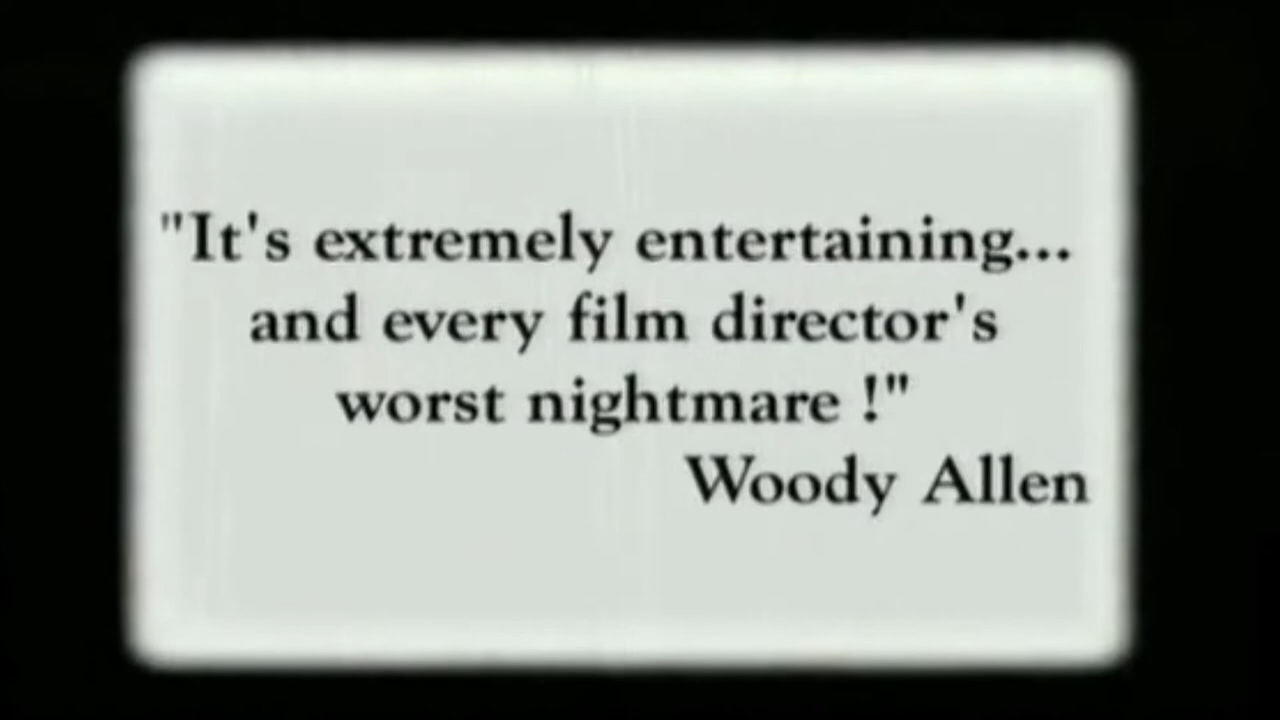 "It's extremely entertaining...
and every film director's
worst nightmare !"
Woody Allen